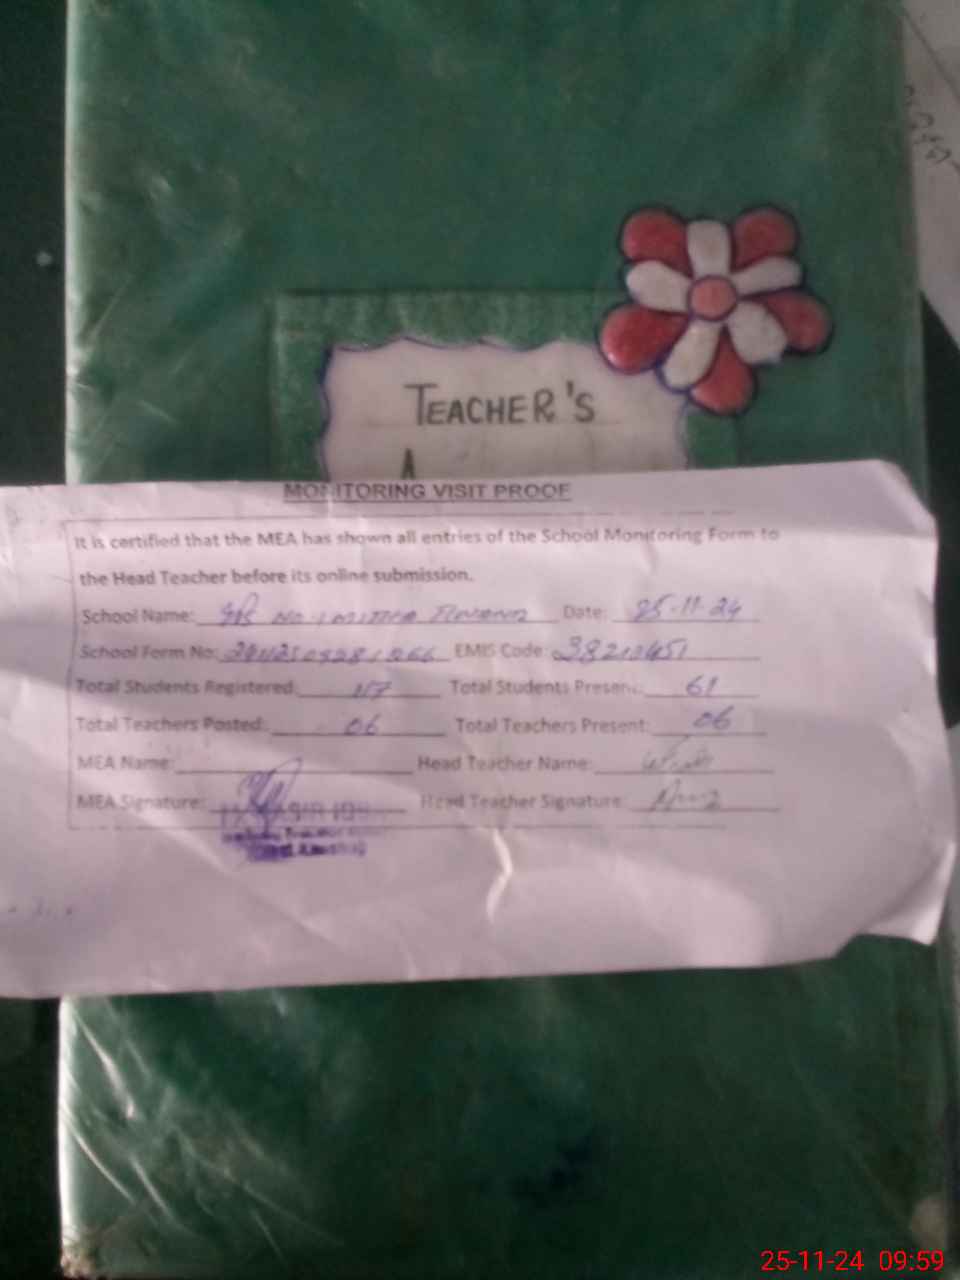 TEACHER'S
A
MONITORING VISIT PROOF
It is certified that the MEA has shown all entries of the School Monitoring Form to
the Head Teacher before its online submission.
School Name: Date: 25-11-24
School Form No: EMIS Code:
Total Students Registered: 117 Total Students Present: 61
Total Teachers Posted: 06 Total Teachers Present: 06
MEA Name: Head Teacher Name:
MEA Signature: Head Teacher Signature:
25-11-24 09:59